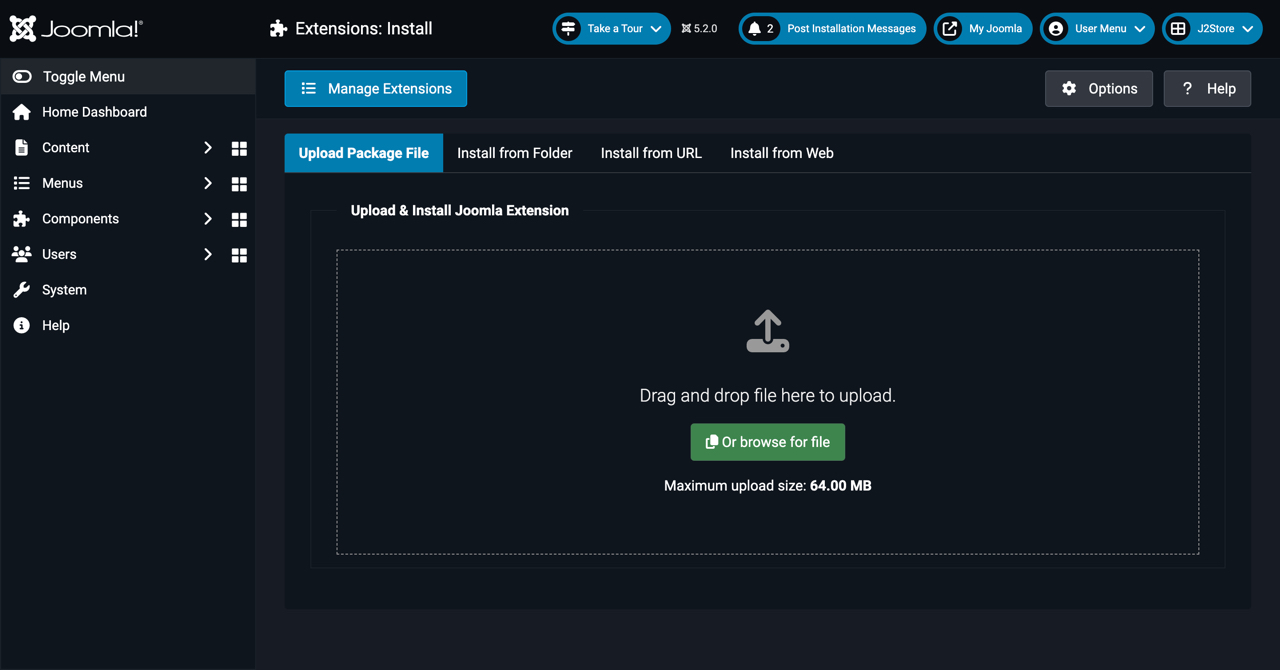 Joomla!®
Extensions: Install
Take a Tour
5.2.0
2 Post Installation Messages
My Joomla
User Menu
J2Store
Toggle Menu
Home Dashboard
Content
Menus
Components
Users
System
Help
Manage Extensions
Options
? Help
Upload Package File
Install from Folder
Install from URL
Install from Web
Upload & Install Joomla Extension
Drag and drop file here to upload.
Or browse for file
Maximum upload size: 64.00 MB